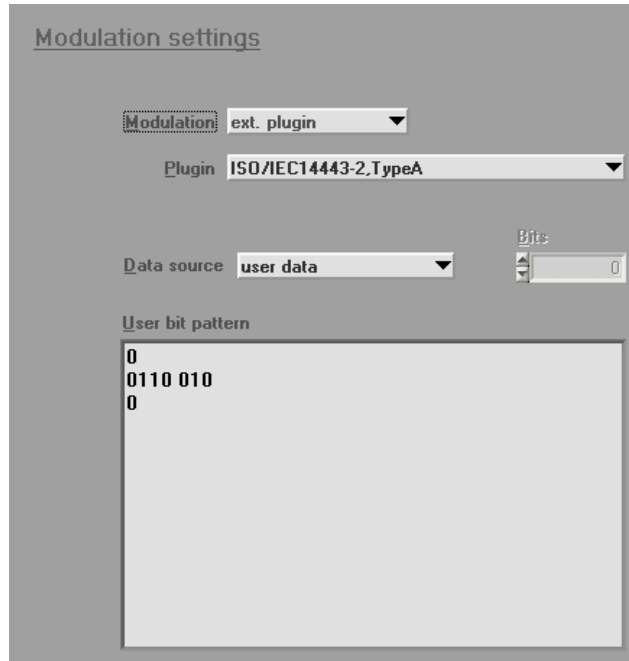 Modulation settings
Modulation ext. plugin
Plugin ISO/IEC14443-2,TypeA
Bits
Data source user data 0
User bit pattern
0
0110 010
0